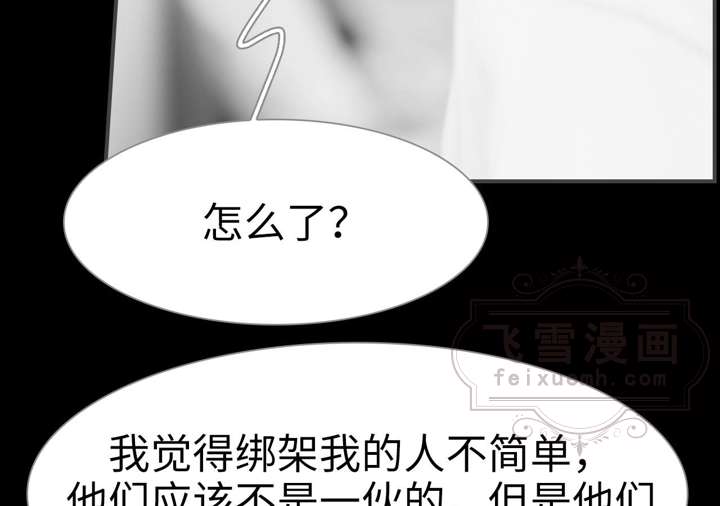 怎么了？
飞雪漫画
feixuemh.com
我觉得绑架我的人不简单，
他们应该不是一伙的，但是他们